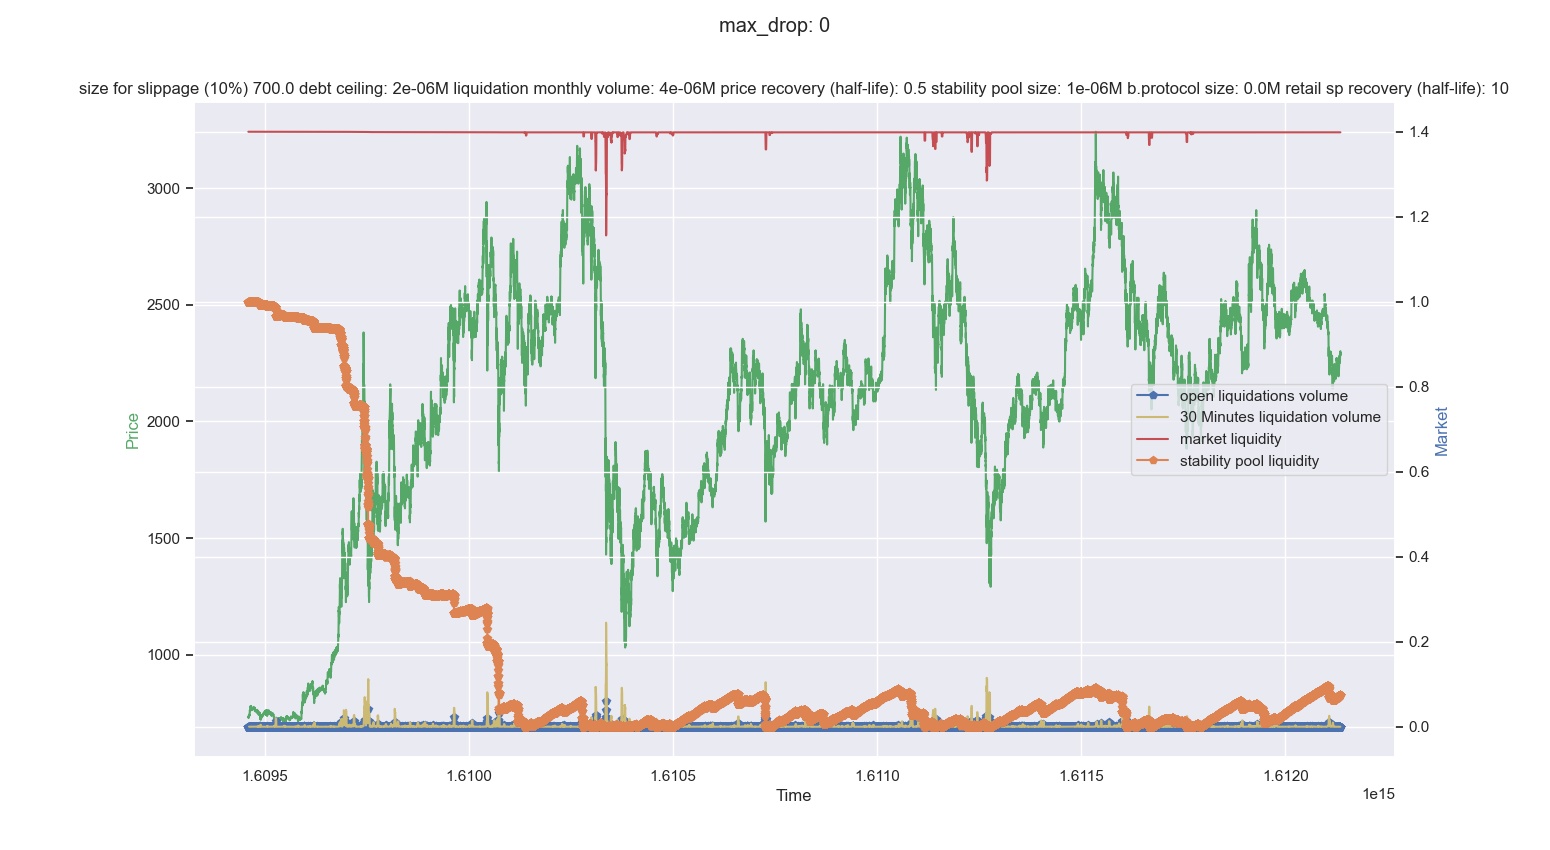 max_drop: 0
size for slippage (10%) 700.0 debt ceiling: 2e-06M liquidation monthly volume: 4e-06M price recovery (half-life): 0.5 stability pool size: 1e-06M b.protocol size: 0.0M retail sp recovery (half-life): 10
1.4
3000
1.2
2500
1.0
0.8
open liquidations volume
30 Minutes liquidation volume
market liquidity
stability pool liquidity
Price
2000
Market
0.6
1500
0.4
1000
0.2
0.0
1.6095
1.6100
1.6105
1.6110
1.6115
1.6120
Time
1e15